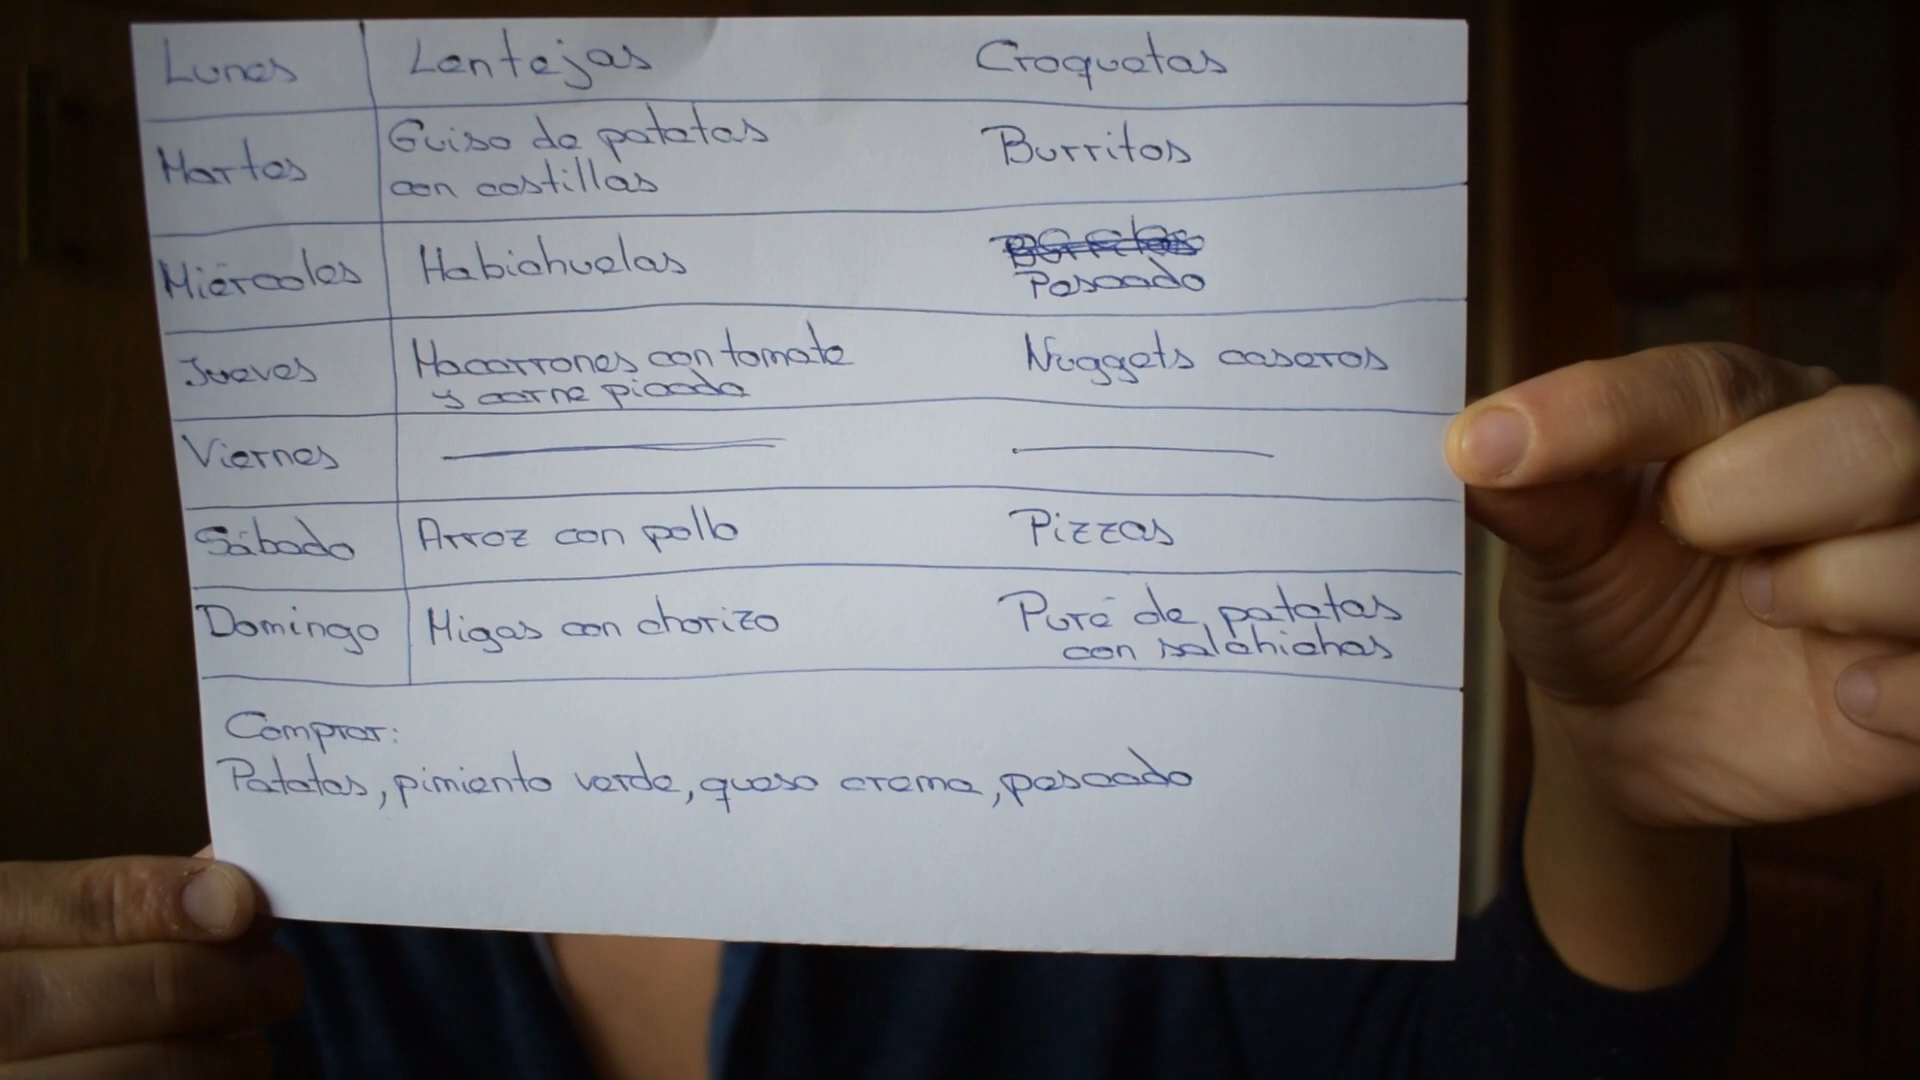 Lunes Lentejas Croquetas
Martes Guiso de patatas Burritos
con costillas
Miércoles Habichuelas Pescado
Jueves Macarrones con tomate Nuggets caseros
y carne picada
Viernes
Sábado Arroz con pollo Pizzas
Domingo Migas con chorizo Puré de patatas
con salchichas
Comprar:
Patatas, pimiento verde, queso crema, pescado